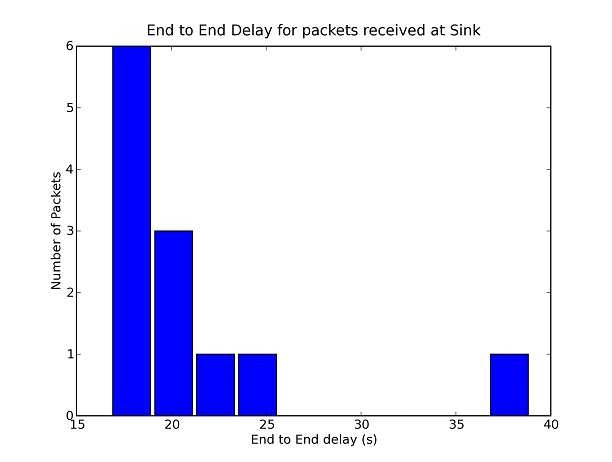 End to End Delay for packets received at Sink
6
5
4
3
2
1
0
Number of Packets
15 20 25 30 35 40
End to End delay (s)